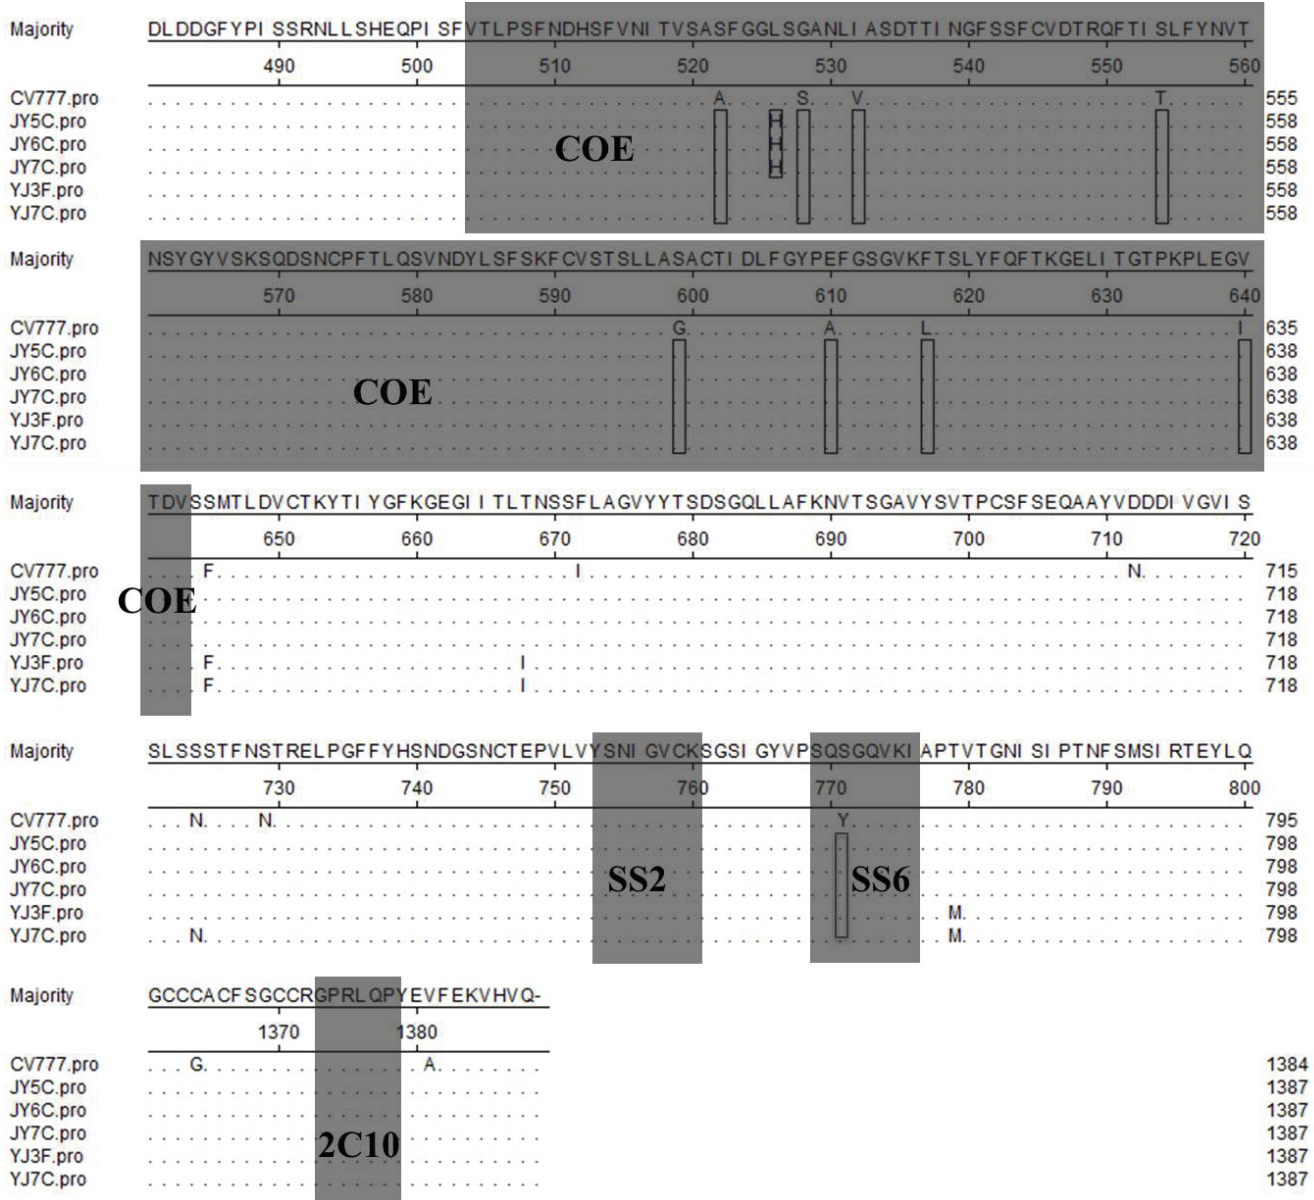 Majority DLDDGFYPI SSRNLLSHEQPI SFVTLPSFNDHSFVNI TVSASFGGLSGANLI ASDTTI NGFSSFCVDTRQFTI SLFYNVT
490 500 510 520 530 540 550 560
CV777.pro A. S. V. T. 555
JY5C.pro H 558
JY6C.pro H 558
COE
JY7C.pro H 558
YJ3F.pro 558
YJ7C.pro 558
Majority NSYGYVSKSQDSNCPFTLQSVNDYLSFSKFCVSTSLLASACTI DLFGYPEFGSGVKFTSLYFQFTKGELI TGTPKPLEGV
570 580 590 600 610 620 630 640
CV777.pro G. A. L. I 635
JY5C.pro 638
JY6C.pro 638
COE
JY7C.pro 638
YJ3F.pro 638
YJ7C.pro 638
Majority TDVSSMTLDVCTKYTI YGFKGEGI I TLTNSSFLAGVYYTSDSGQLLAFKNVTSGAVYSVTPCSFSEQAAYVDDDI VGVI S
650 660 670 680 690 700 710 720
CV777.pro F. I. N. 715
JY5C.pro 718
COE
JY6C.pro 718
JY7C.pro 718
YJ3F.pro F. I. 718
YJ7C.pro F. I. 718
Majority SLSSSTFNSTRELPGFFYHSNDGSNCTEPVLVYSNI GVCKSGSI GYVPSQSGQVKI APTVTGNI SI PTNFSMSI RTEYLQ
730 740 750 760 770 780 790 800
CV777.pro N. N. Y. 795
JY5C.pro 798
JY6C.pro 798
SS2 SS6
JY7C.pro 798
YJ3F.pro M. 798
YJ7C.pro N. M. 798
Majority GCCCACFSGCCRGPRLQPYEVFEKVHVQ-
1370 1380
CV777.pro G. A. 1384
JY5C.pro 1387
JY6C.pro 1387
JY7C.pro 1387
2C10
YJ3F.pro 1387
YJ7C.pro 1387